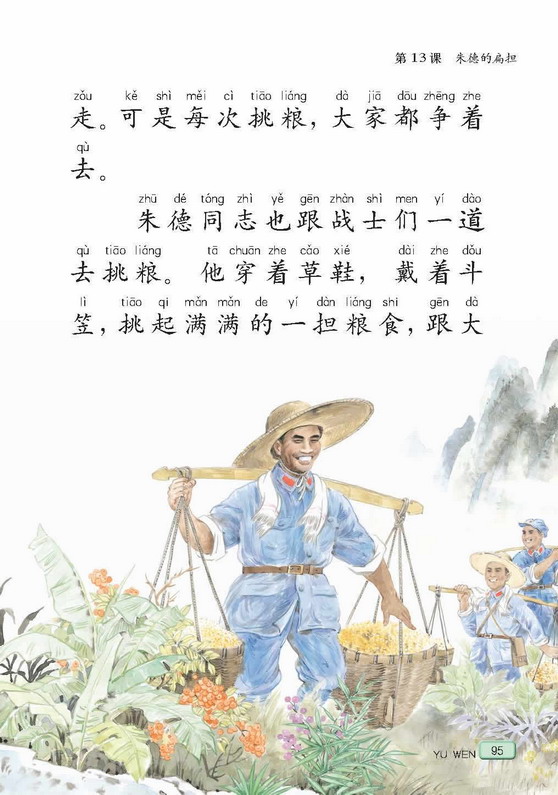 第13课 朱德的扁担
zǒu kě shì měi cì tiāo liáng dà jiā dōu zhēng zhe
走。可是每次挑粮，大家都争着
qù
去。
zhū dé tóng zhì yě gēn zhàn shì men yí dào
朱德同志也跟战士们一道
qù tiāo liáng tā chuān zhe cǎo xié dài zhe dǒu
去挑粮。他穿着草鞋，戴着斗
lì tiāo qi mǎn mǎn de yí dàn liáng shi gēn dà
笠，挑起满满的一担粮食，跟大
YU WEN 95